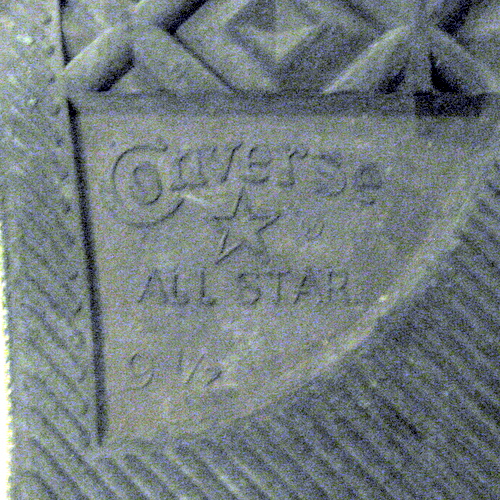 Converse
ALL STAR
9 ½